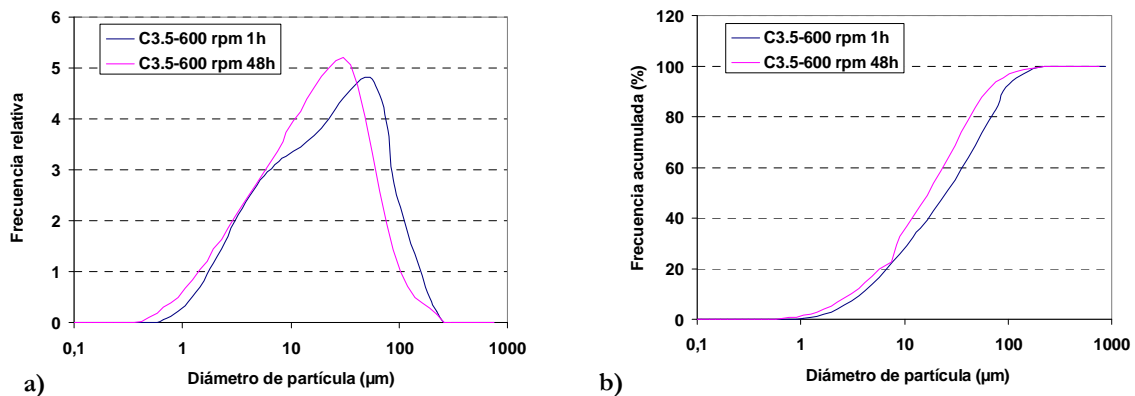 6
5
4
3
2
1
0
Frecuencia relativa
C3.5-600 rpm 1h
C3.5-600 rpm 48h
0,1 1 10 100 1000
Diámetro de partícula (µm)
a)
120
100
80
60
40
20
0
Frecuencia acumulada (%)
C3.5-600 rpm 1h
C3.5-600 rpm 48h
0,1 1 10 100 1000
Diámetro de partícula (µm)
b)